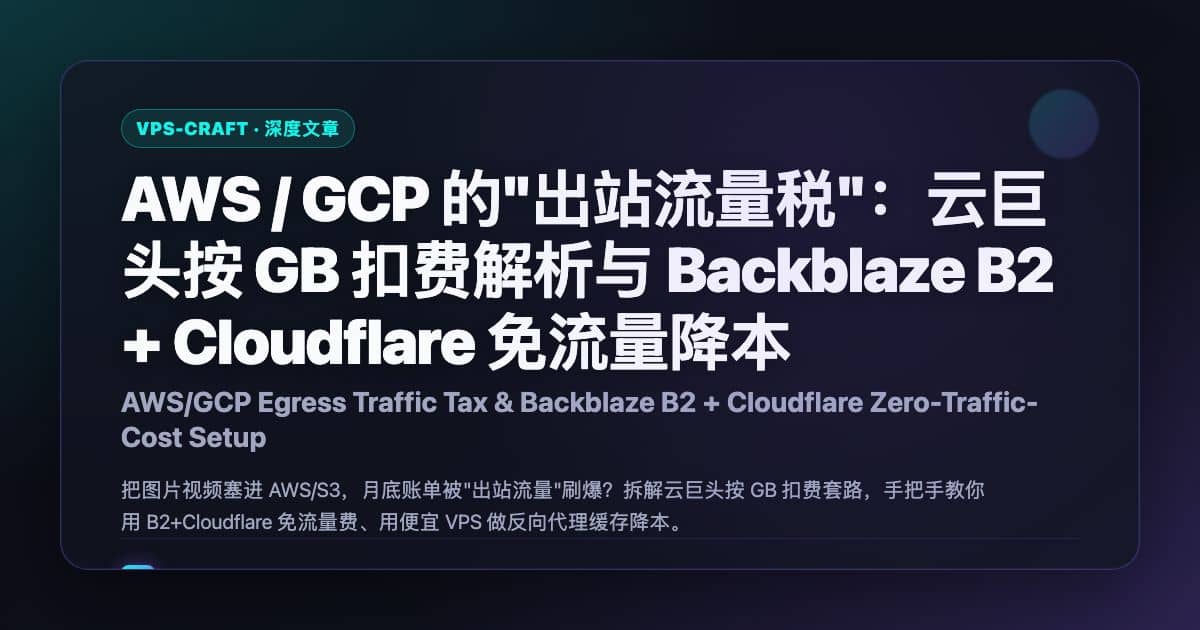 VPS-CRAFT · 深度文章
AWS / GCP 的"出站流量税"：云巨
头按 GB 扣费解析与 Backblaze B2
+ Cloudflare 免流量降本
AWS/GCP Egress Traffic Tax & Backblaze B2 + Cloudflare Zero-Traffic-
Cost Setup
把图片视频塞进 AWS/S3，月底账单被"出站流量"刷爆？拆解云巨头按 GB 扣费套路，手把手教你
用 B2+Cloudflare 免流量费、用便宜 VPS 做反向代理缓存降本。